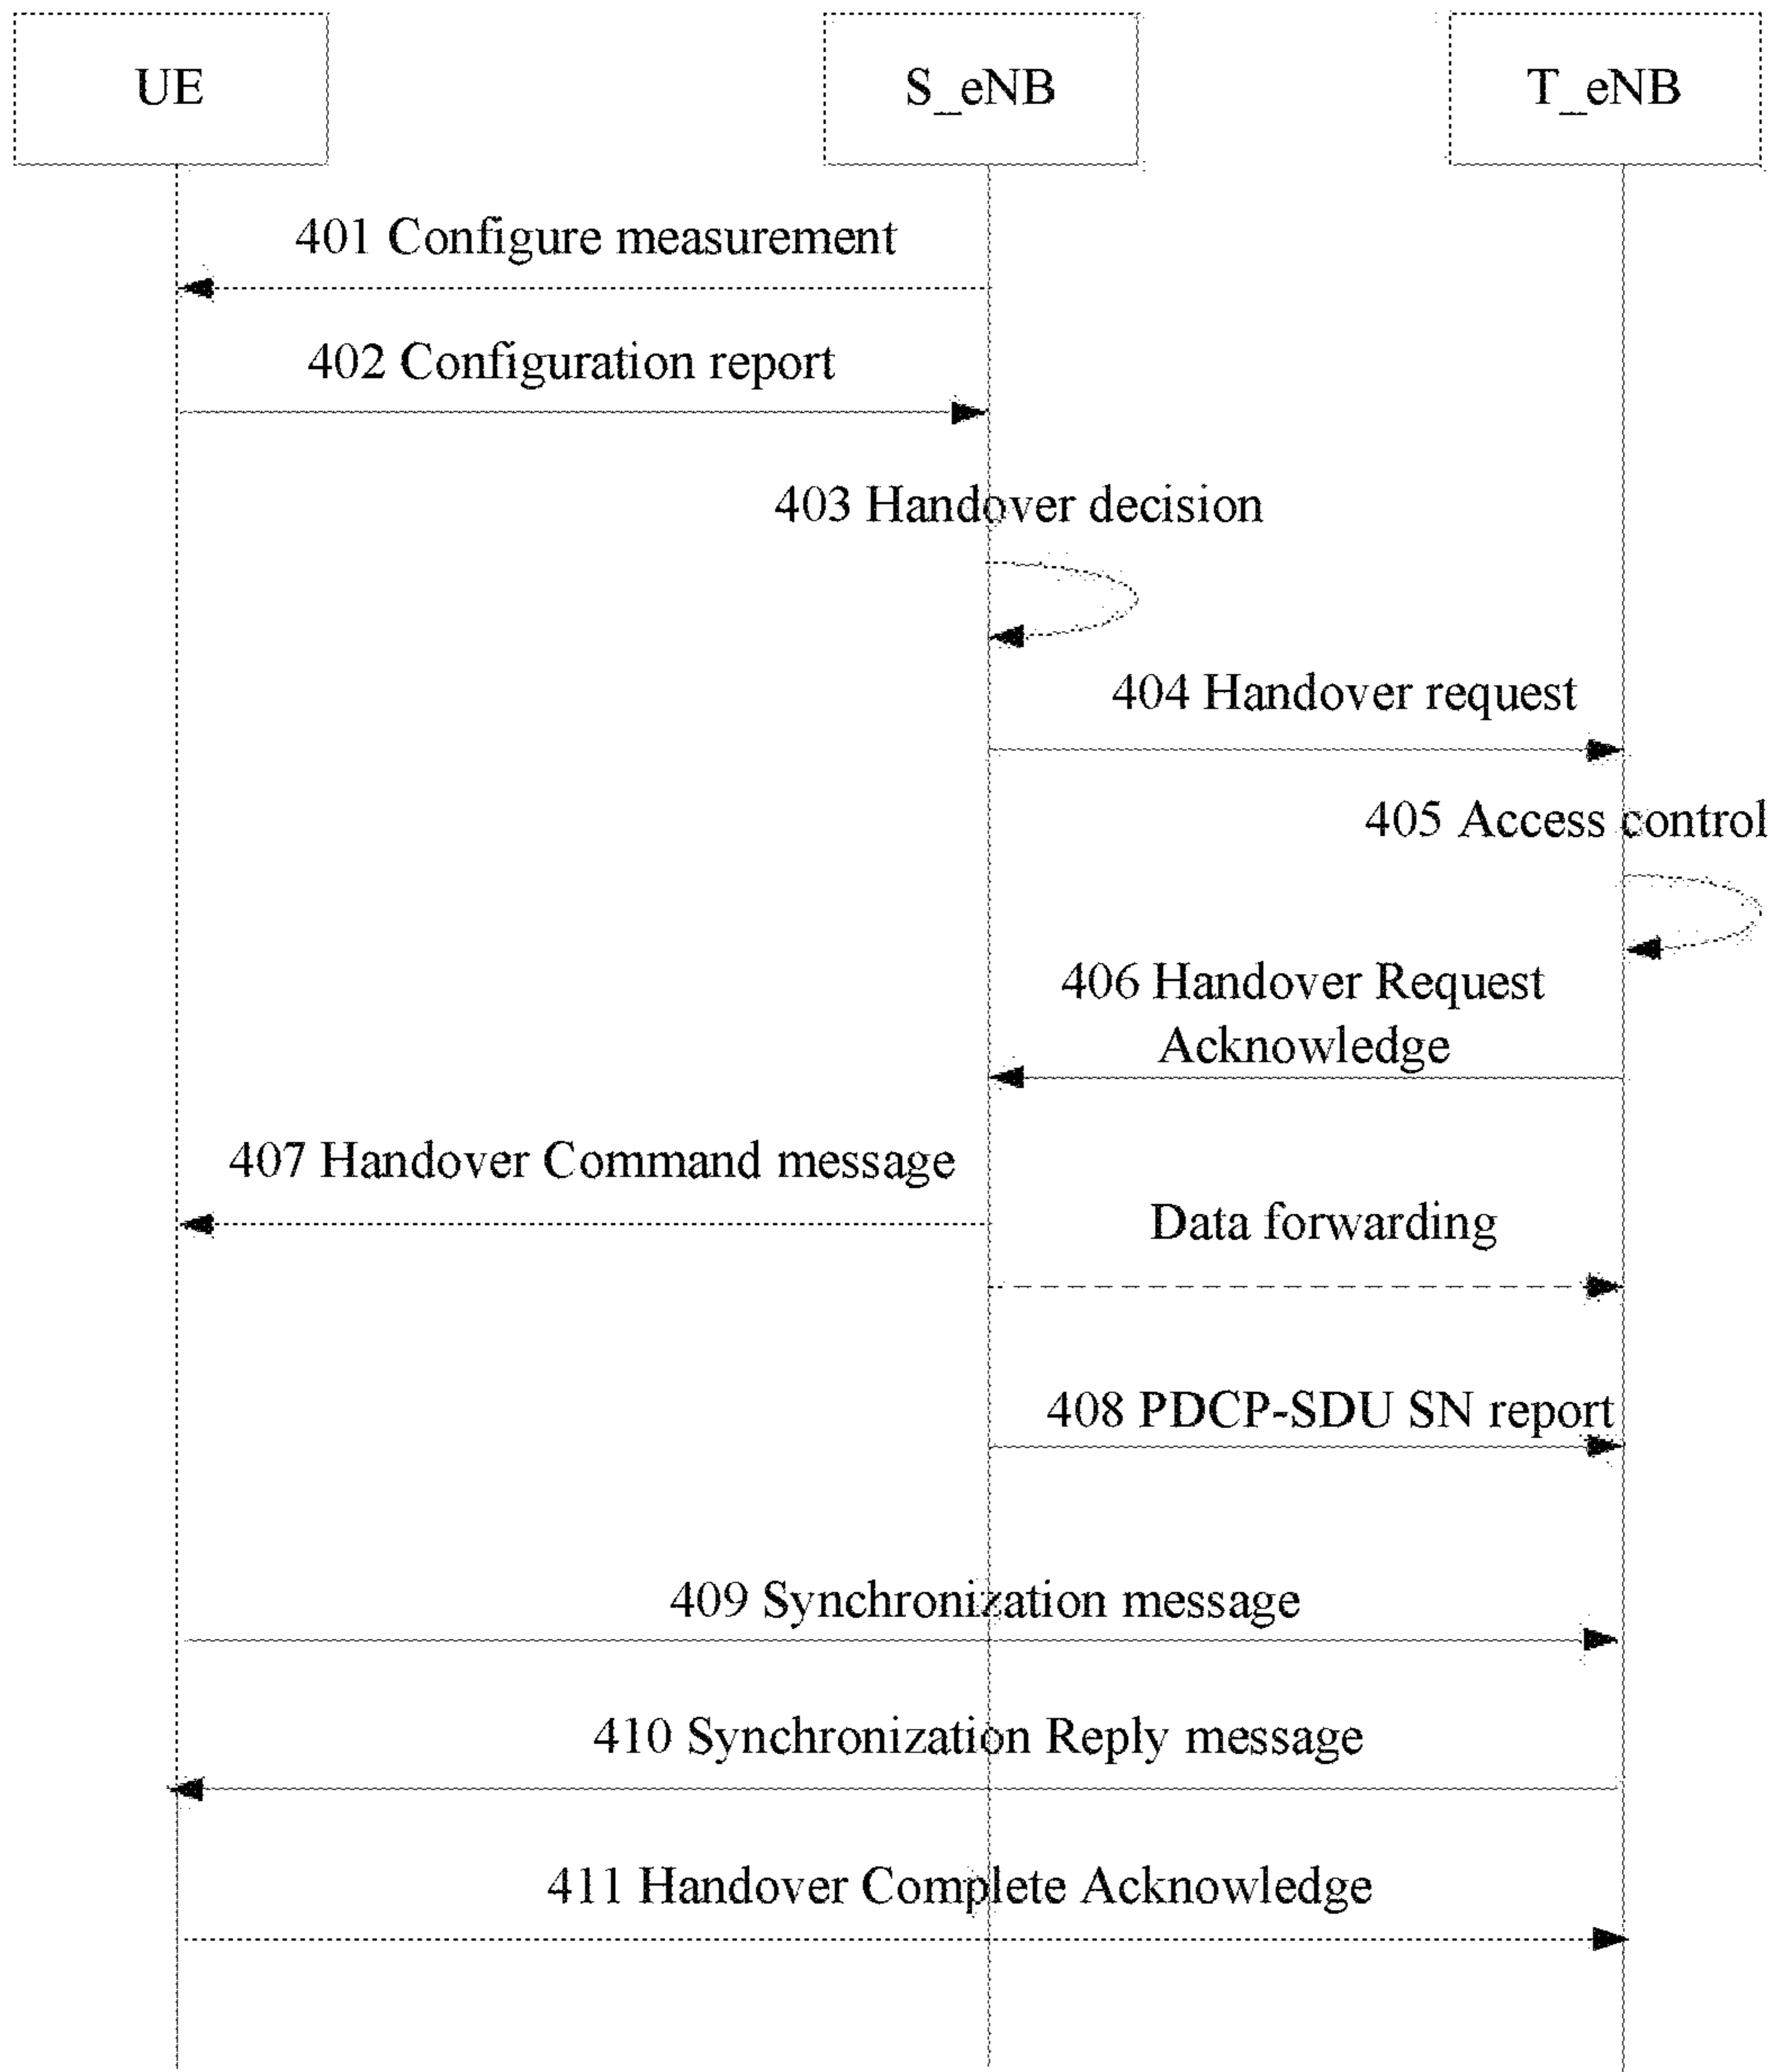 UE
S_eNB
T_eNB
401 Configure measurement
402 Configuration report
403 Handover decision
404 Handover request
405 Access control
406 Handover Request
Acknowledge
407 Handover Command message
Data forwarding
408 PDCP-SDU SN report
409 Synchronization message
410 Synchronization Reply message
411 Handover Complete Acknowledge